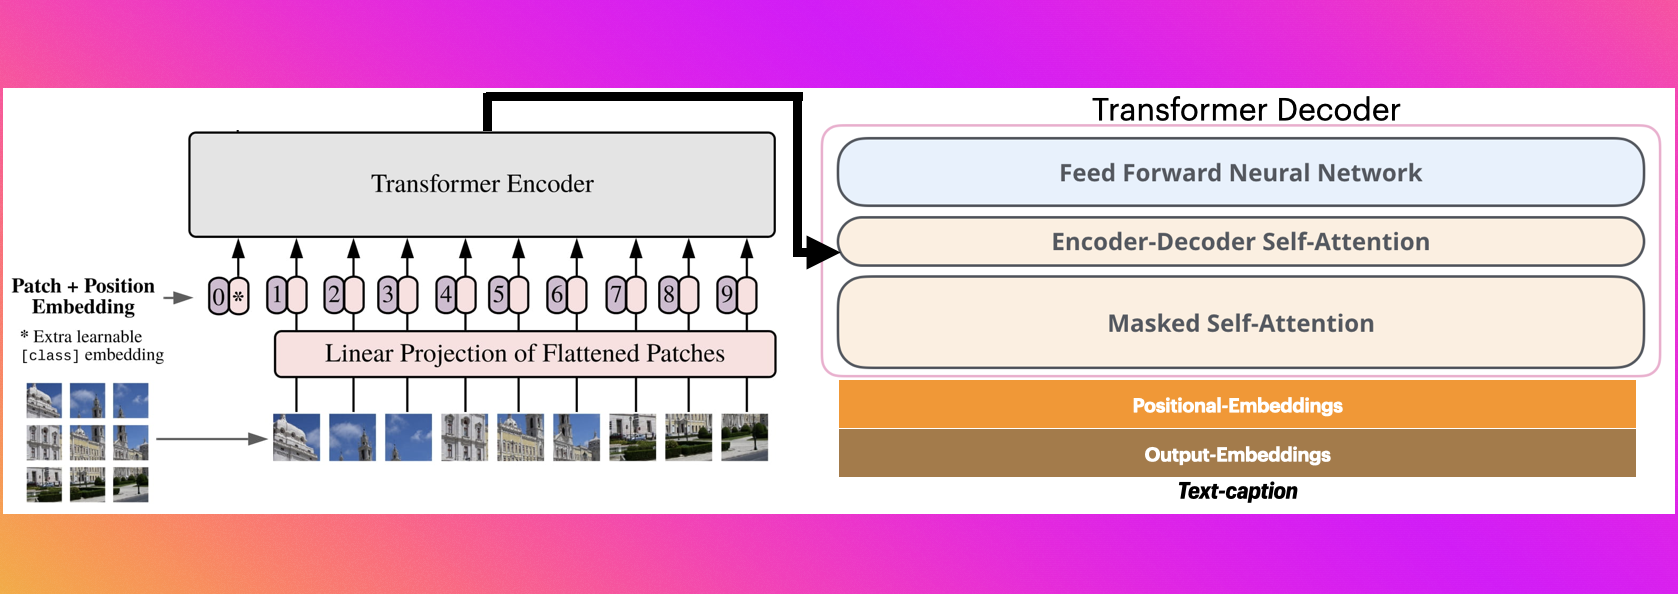 Transformer Encoder
Patch + Position
Embedding
0 * 1 2 3 4 5 6 7 8 9
* Extra learnable
[class] embedding
Linear Projection of Flattened Patches
Transformer Decoder
Feed Forward Neural Network
Encoder-Decoder Self-Attention
Masked Self-Attention
Positional-Embeddings
Output-Embeddings
Text-caption